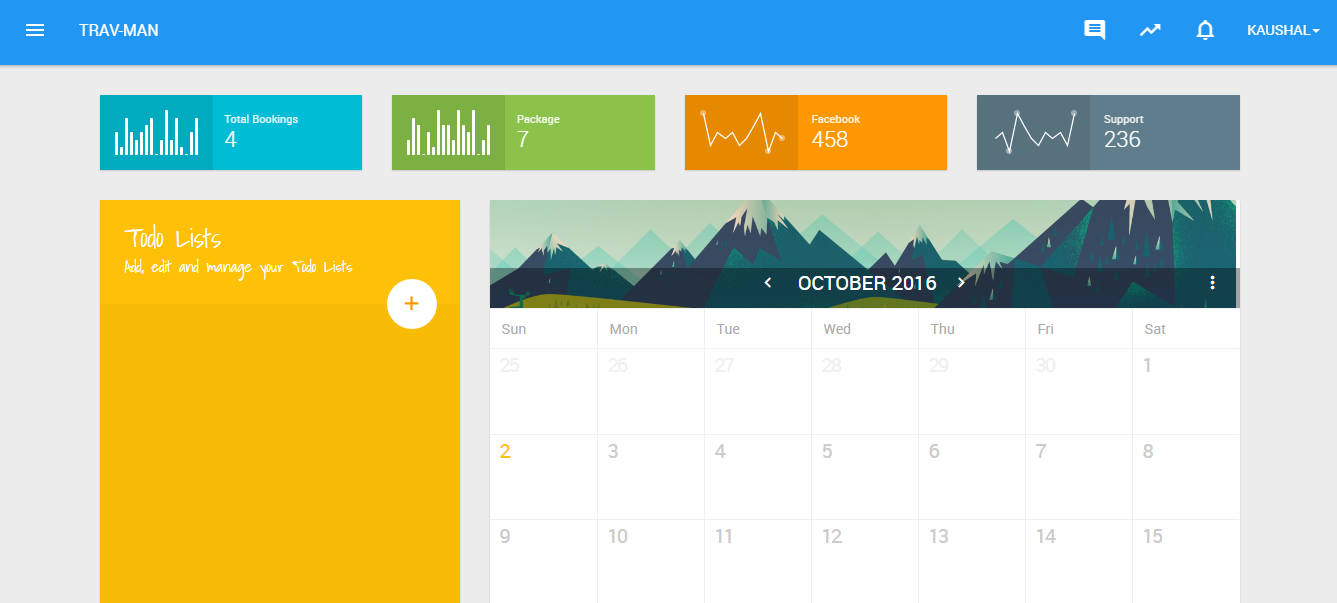 TRAV-MAN
KAUSHAL
Total Bookings
4
Package
7
Facebook
458
Support
236
Todo Lists
Add, edit and manage your Todo Lists
+
OCTOBER 2016
Sun Mon Tue Wed Thu Fri Sat
25 26 27 28 29 30 1
2 3 4 5 6 7 8
9 10 11 12 13 14 15